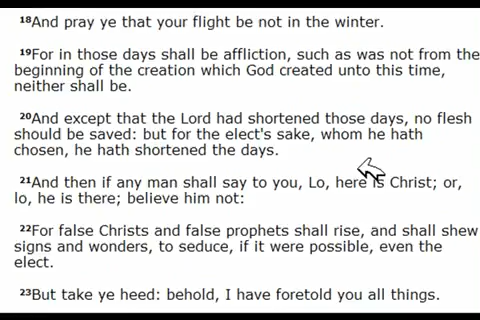 18And pray ye that your flight be not in the winter.
19For in those days shall be affliction, such as was not from the
beginning of the creation which God created unto this time,
neither shall be.
20And except that the Lord had shortened those days, no flesh
should be saved: but for the elect's sake, whom he hath
chosen, he hath shortened the days.
21And then if any man shall say to you, Lo, here is Christ; or,
lo, he is there; believe him not:
22For false Christs and false prophets shall rise, and shall shew
signs and wonders, to seduce, if it were possible, even the
elect.
23But take ye heed: behold, I have foretold you all things.